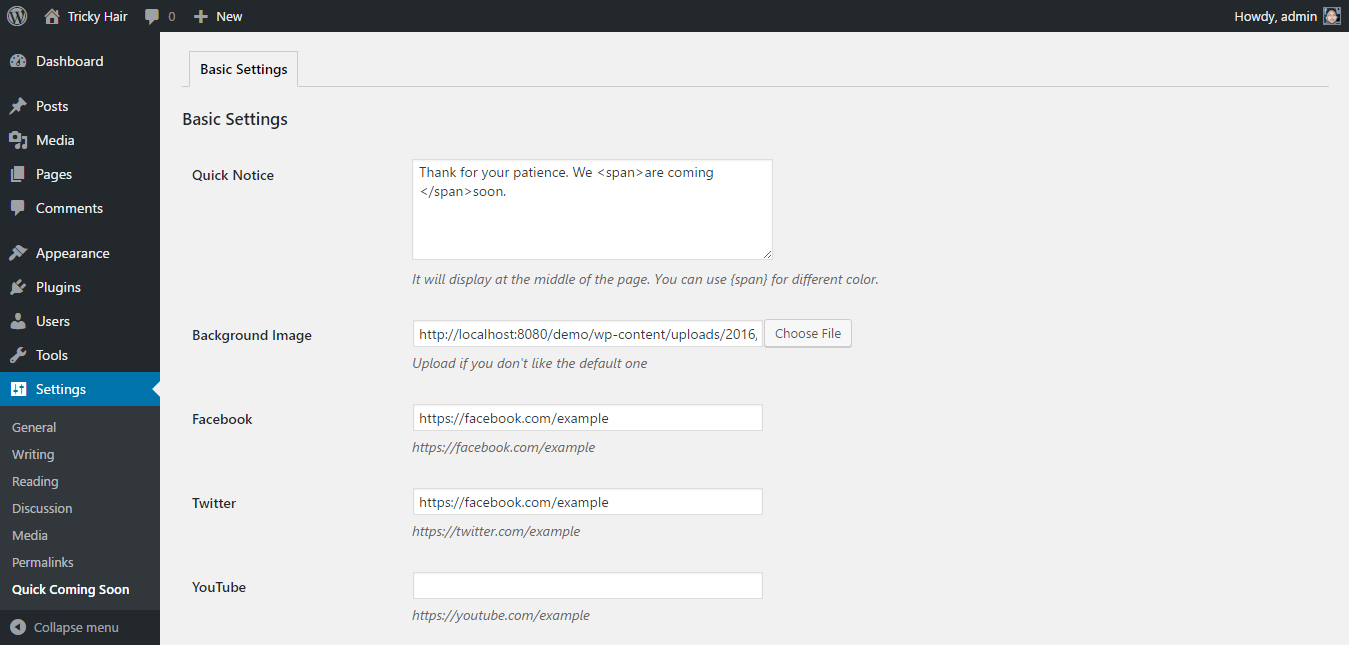 Tricky Hair 0 New Howdy, admin
Dashboard
Posts
Media
Pages
Comments
Appearance
Plugins
Users
Tools
Settings
General
Writing
Reading
Discussion
Media
Permalinks
Quick Coming Soon
Collapse menu
Basic Settings
Basic Settings
Quick Notice
Thank for your patience. We <span>are coming
</span>soon.
It will display at the middle of the page. You can use {span} for different color.
Background Image
http://localhost:8080/demo/wp-content/uploads/2016, Choose File
Upload if you don't like the default one
Facebook
https://facebook.com/example
https://facebook.com/example
Twitter
https://facebook.com/example
https://twitter.com/example
YouTube
https://youtube.com/example